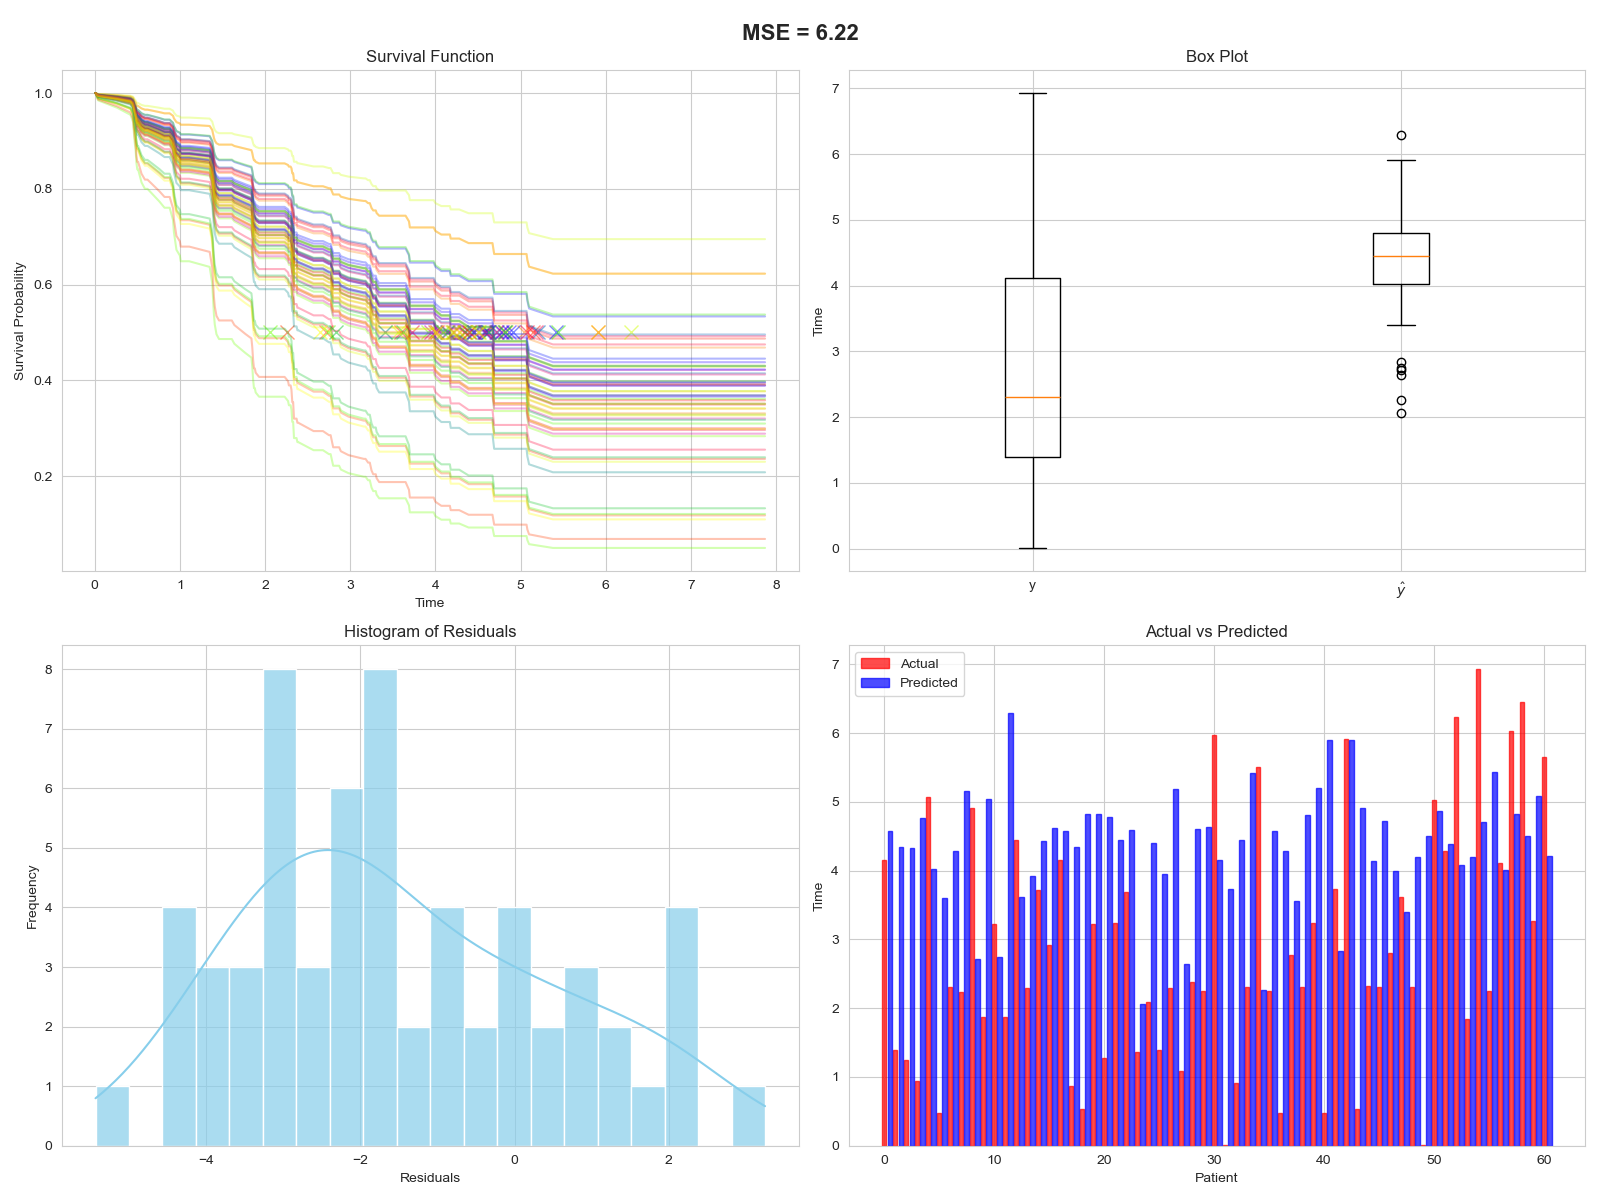 MSE = 6.22
Survival Function
Survival Probability
1.0
0.8
0.6
0.4
0.2
0 1 2 3 4 5 6 7 8
Time
Box Plot
Time
7
6
5
4
3
2
1
0
y ŷ
Histogram of Residuals
Frequency
8
7
6
5
4
3
2
1
0
−4 −2 0 2
Residuals
Actual vs Predicted
Actual
Predicted
Time
7
6
5
4
3
2
1
0
0 10 20 30 40 50 60
Patient